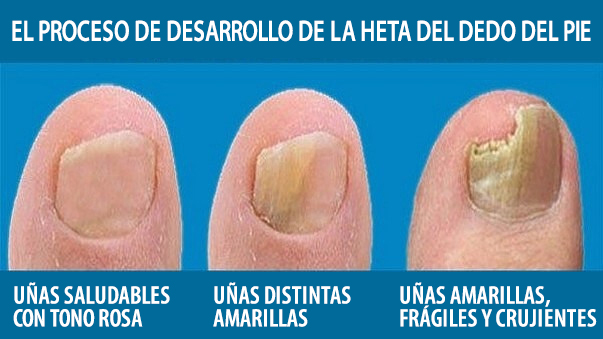 EL PROCESO DE DESARROLLO DE LA HETA DEL DEDO DEL PIE
UÑAS SALUDABLES
CON TONO ROSA
UÑAS DISTINTAS
AMARILLAS
UÑAS AMARILLAS,
FRÁGILES Y CRUJIENTES